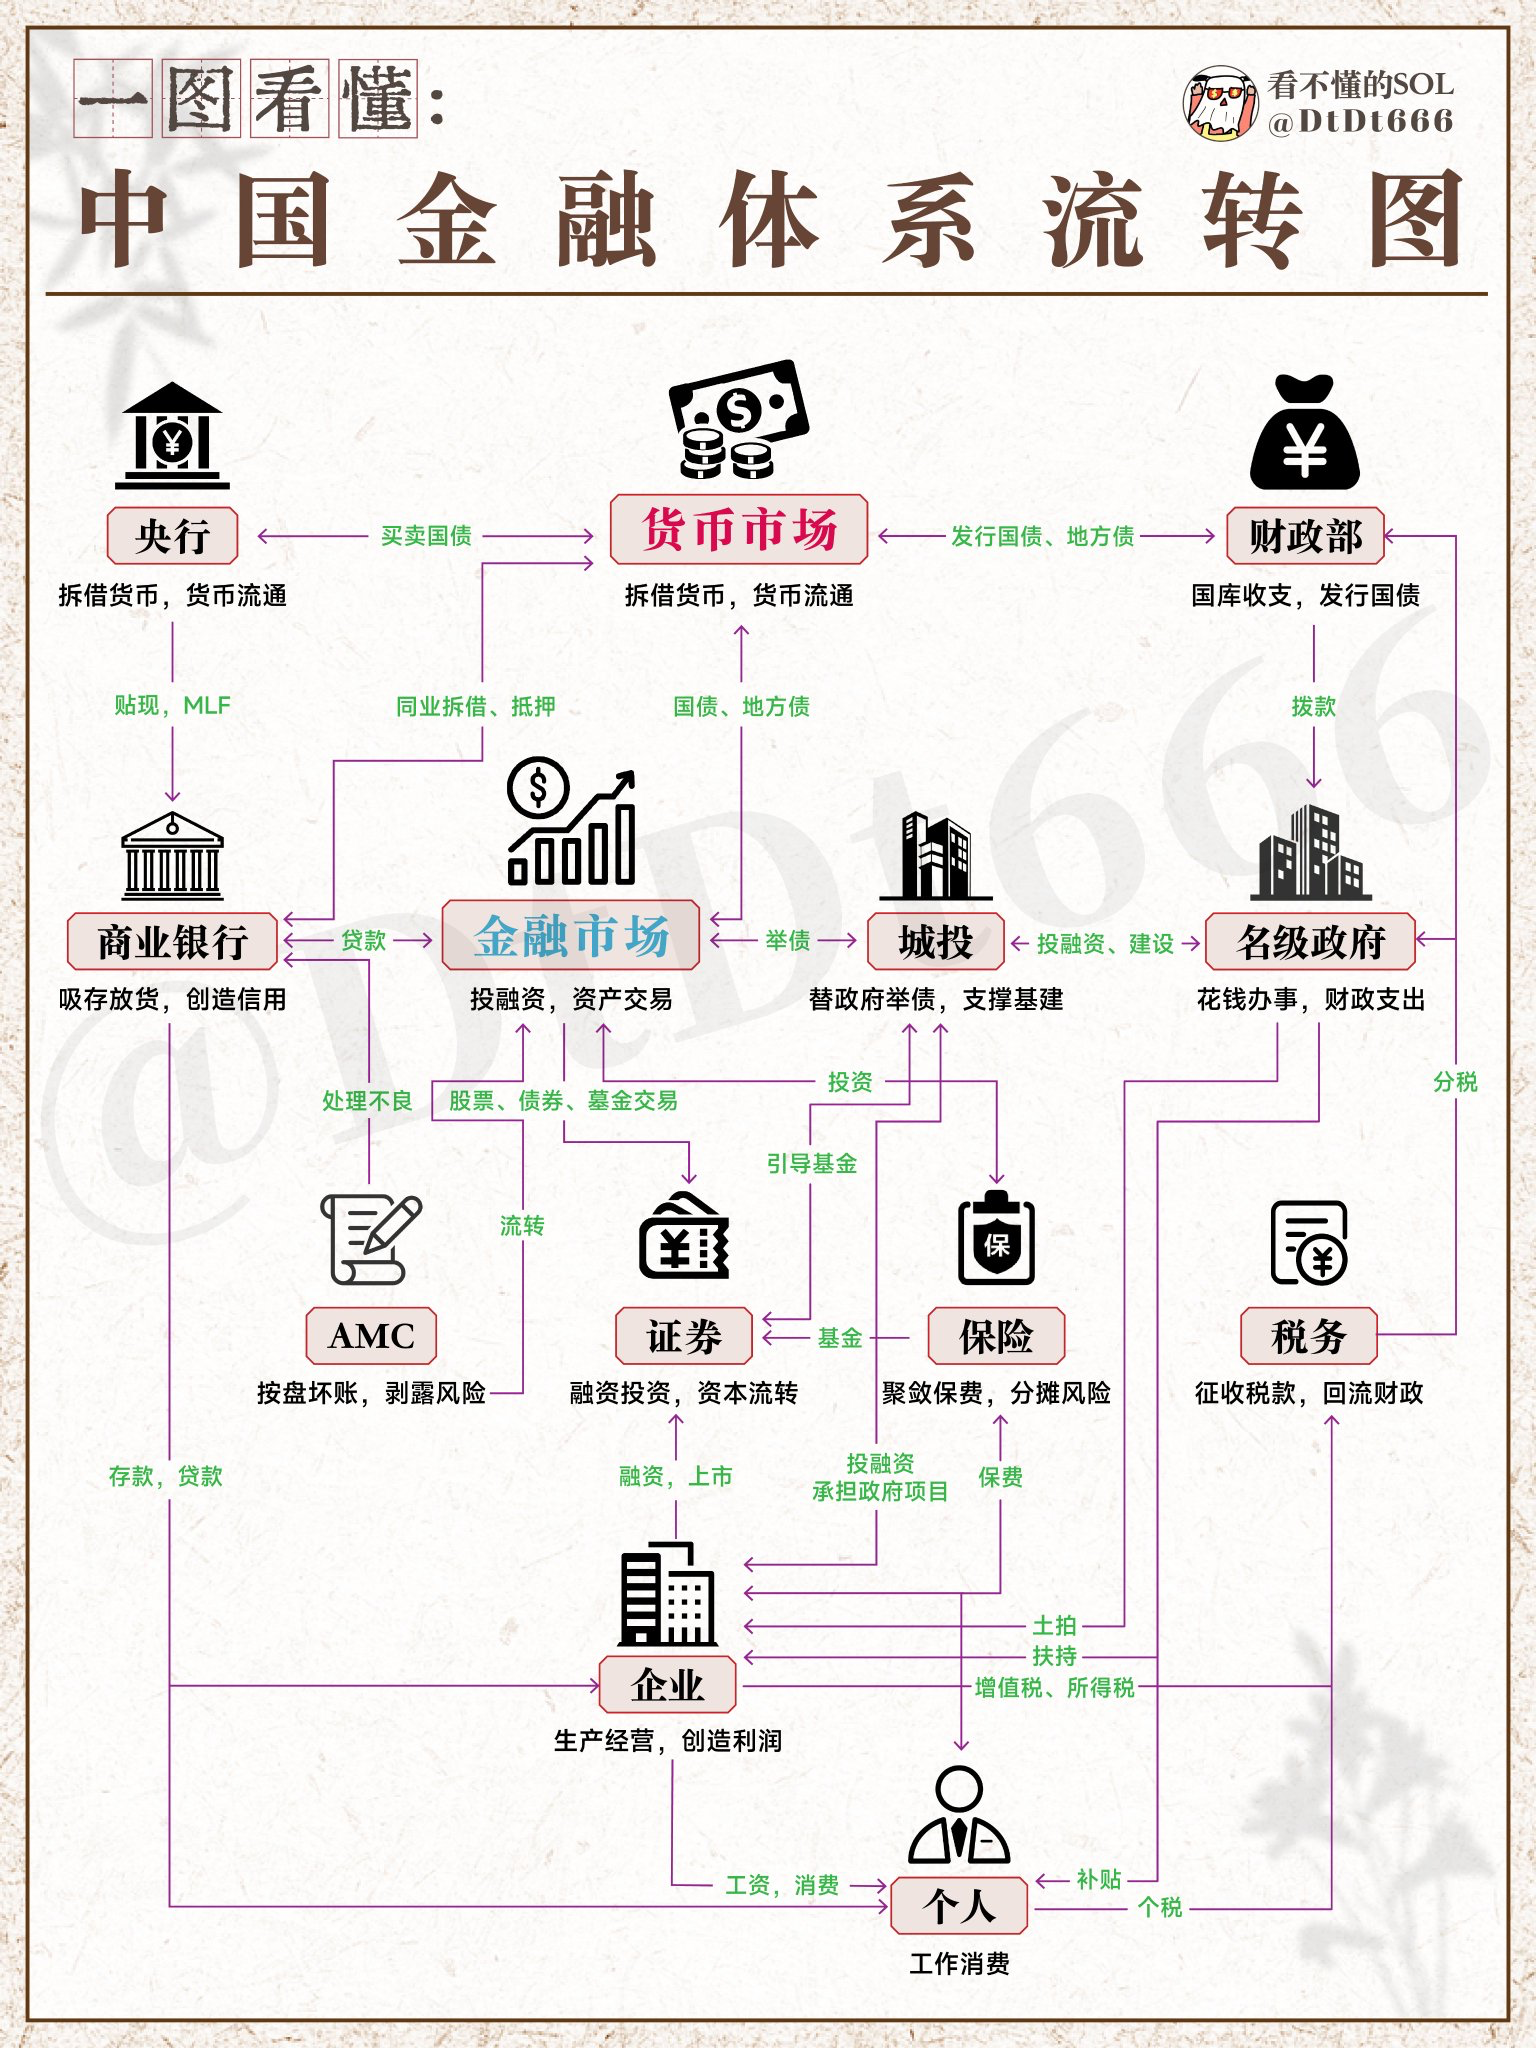 一图看懂：
看不懂的SOL
@DtDt666
中国金融体系流转图
央行
买卖国债
货币市场
发行国债、地方债
财政部
拆借货币，货币流通
拆借货币，货币流通
国库收支，发行国债
贴现，MLF
同业拆借、抵押
国债、地方债
拨款
商业银行
贷款
金融市场
举债
城投
投融资、建设
名级政府
吸存放货，创造信用
投融资，资产交易
替政府举债，支撑基建
花钱办事，财政支出
处理不良
股票、债券、基金交易
投资
分税
引导基金
流转
保
AMC
证券
基金
保险
税务
按盘坏账，剥露风险
融资投资，资本流转
聚敛保费，分摊风险
征收税款，回流财政
存款，贷款
融资，上市
投融资
承担政府项目
保费
土拍
扶持
企业
增值税、所得税
生产经营，创造利润
工资，消费
补贴
个人
个税
工作消费
@DtDt666